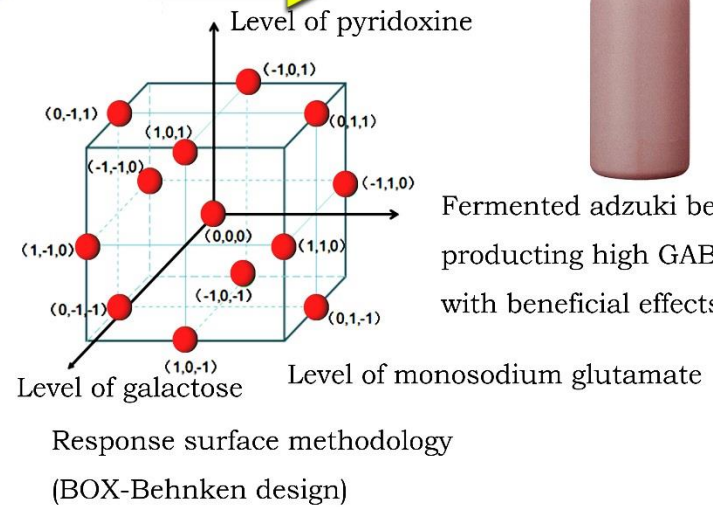 Level of pyridoxine
(-1,0,1)
(0,-1,1)
(0,1,1)
(1,0,1)
(-1,-1,0)
(-1,1,0)
(0,0,0)
(1,-1,0)
(1,1,0)
(-1,0,-1)
(0,-1,-1)
(0,1,-1)
(1,0,-1)
Level of galactose
Level of monosodium glutamate
Fermented adzuki be
producting high GAB
with beneficial effects
Response surface methodology
(BOX-Behnken design)